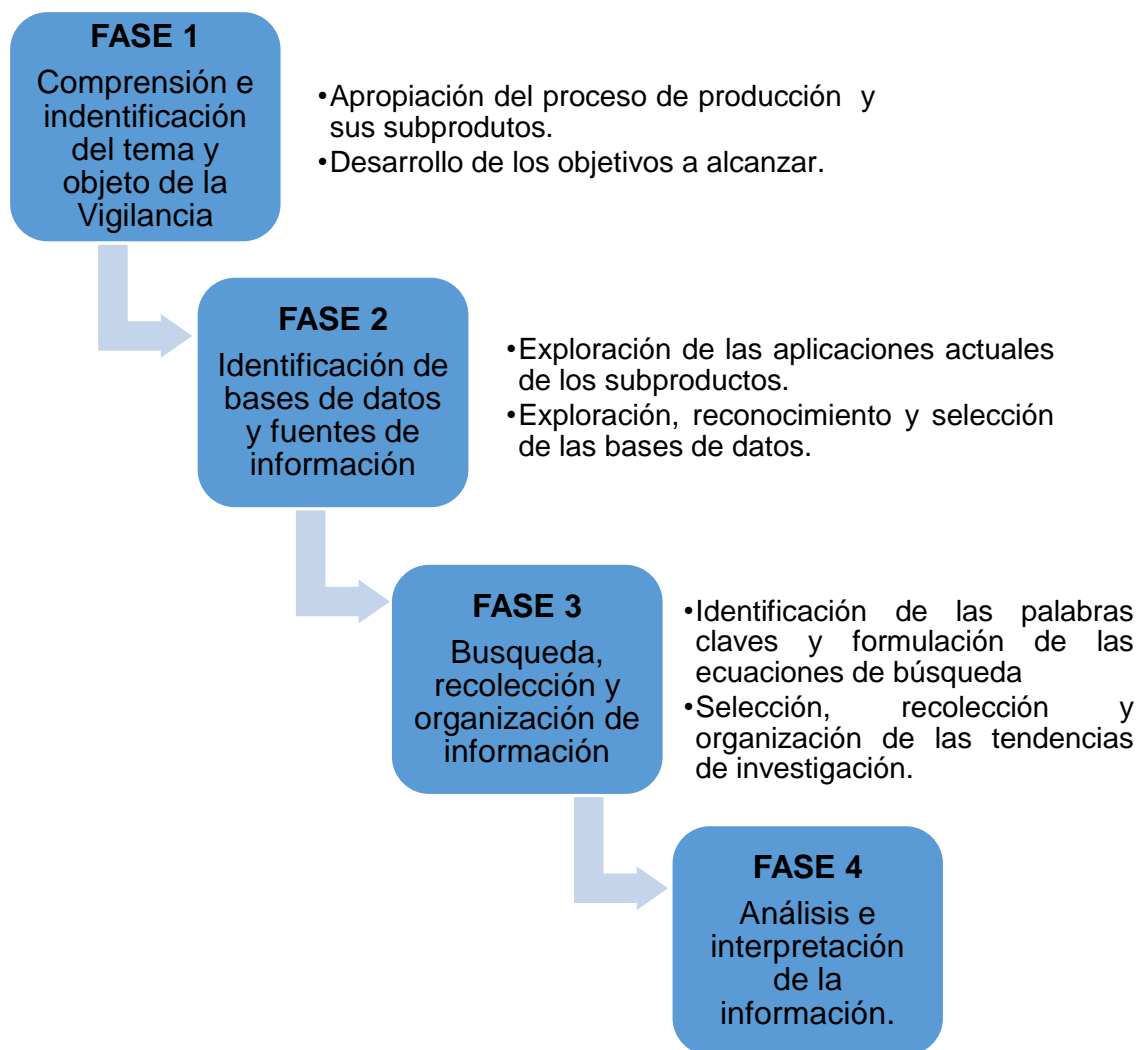 FASE 1
Comprensión e
indentificación
del tema y
objeto de la
Vigilancia
•Apropiación del proceso de producción y
sus subprodutos.
•Desarrollo de los objetivos a alcanzar.
FASE 2
Identificación de
bases de datos
y fuentes de
información
•Exploración de las aplicaciones actuales
de los subproductos.
•Exploración, reconocimiento y selección
de las bases de datos.
FASE 3
Busqueda,
recolección y
organización de
información
•Identificación de las palabras
claves y formulación de las
ecuaciones de búsqueda
•Selección, recolección y
organización de las tendencias
de investigación.
FASE 4
Análisis e
interpretación
de la
información.